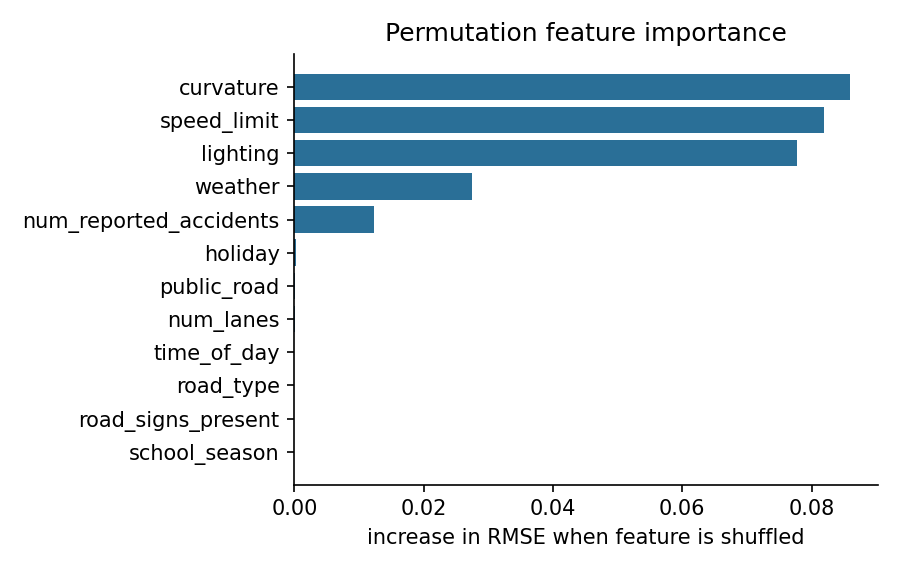 Permutation feature importance
curvature
speed_limit
lighting
weather
num_reported_accidents
holiday
public_road
num_lanes
time_of_day
road_type
road_signs_present
school_season
0.00 0.02 0.04 0.06 0.08
increase in RMSE when feature is shuffled